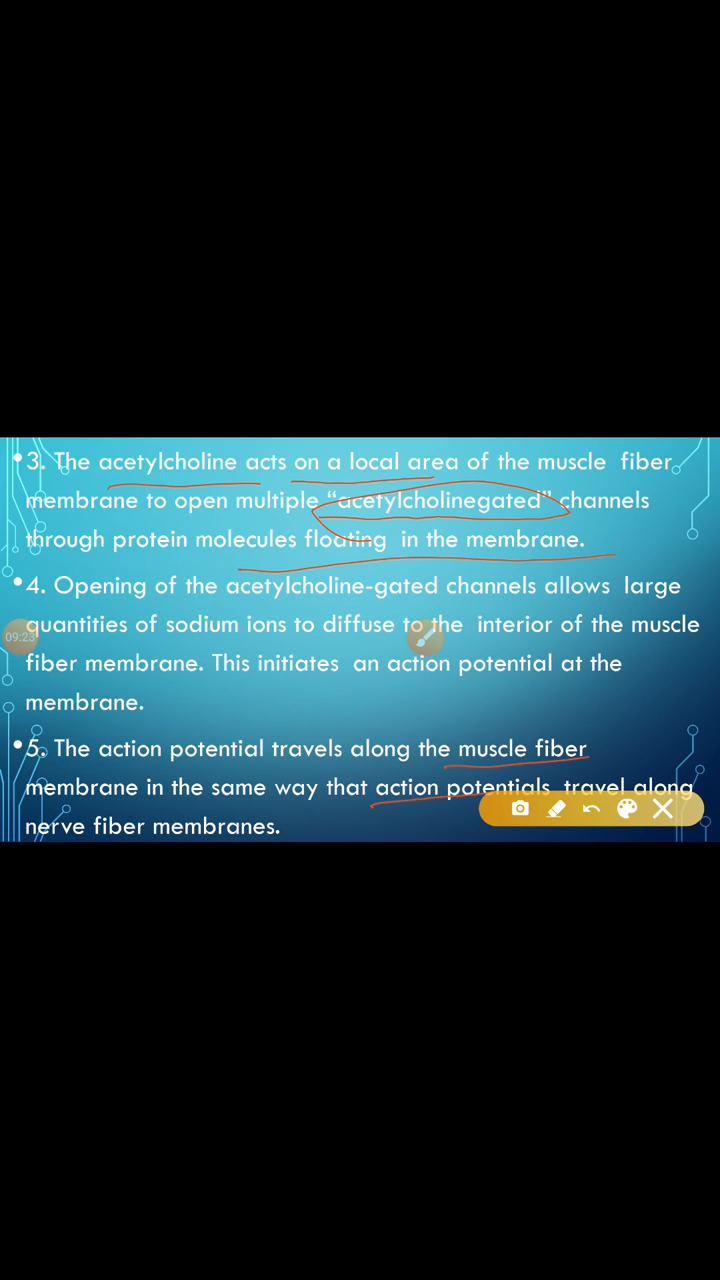 •3. The acetylcholine acts on a local area of the muscle fiber
membrane to open multiple “acetylcholinegated” channels
through protein molecules floating in the membrane.
•4. Opening of the acetylcholine-gated channels allows large
quantities of sodium ions to diffuse to the interior of the muscle
fiber membrane. This initiates an action potential at the
membrane.
•5. The action potential travels along the muscle fiber
membrane in the same way that action potentials travel along
nerve fiber membranes.
09:23